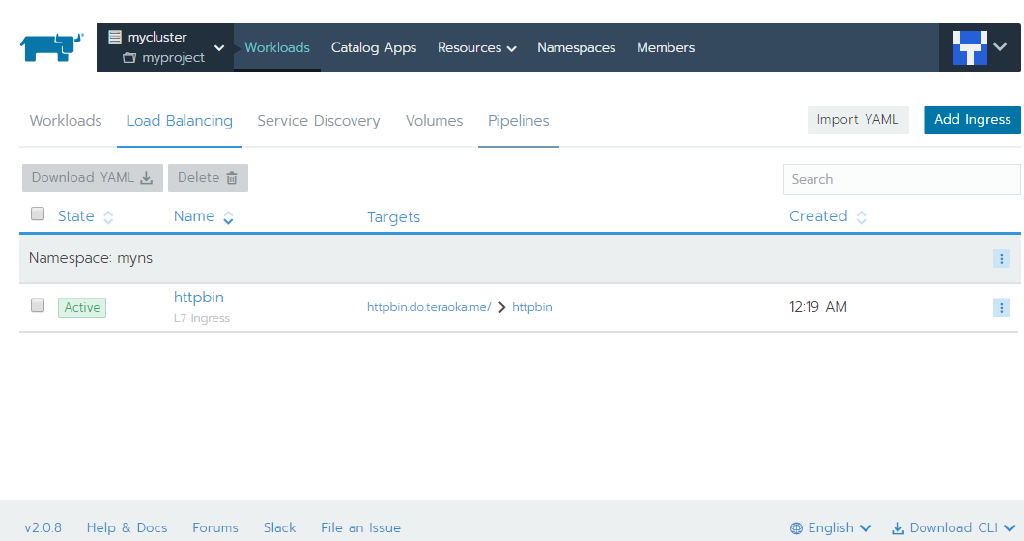 mycluster
myproject
Workloads Catalog Apps Resources Namespaces Members
Workloads Load Balancing Service Discovery Volumes Pipelines Import YAML Add Ingress
Download YAML Delete Search
State Name Targets Created
Namespace: myns
Active httpbin httpbin.do.teraoka.me/ > httpbin 12:19 AM
L7 Ingress
v2.0.8 Help & Docs Forums Slack File an Issue English Download CLI